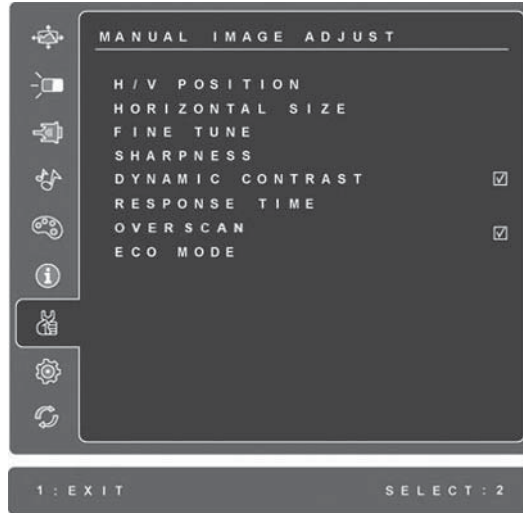 MANUAL IMAGE ADJUST
H/V POSITION
HORIZONTAL SIZE
FINE TUNE
SHARPNESS
DYNAMIC CONTRAST ☑
RESPONSE TIME
OVERSCAN ☑
ECO MODE
1:EXIT SELECT:2